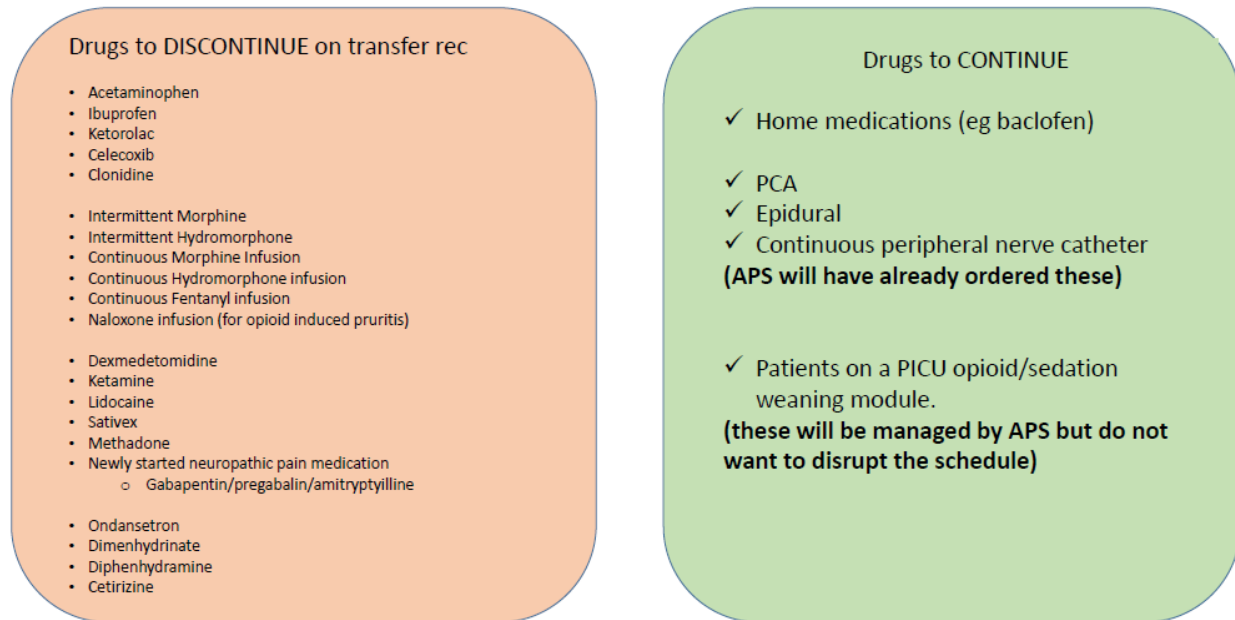 Drugs to DISCONTINUE on transfer rec
• Acetaminophen
• Ibuprofen
• Ketorolac
• Celecoxib
• Clonidine
• Intermittent Morphine
• Intermittent Hydromorphone
• Continuous Morphine Infusion
• Continuous Hydromorphone infusion
• Continuous Fentanyl infusion
• Naloxone infusion (for opioid induced pruritis)
• Dexmedetomidine
• Ketamine
• Lidocaine
• Sativex
• Methadone
• Newly started neuropathic pain medication
o Gabapentin/pregabalin/amitryptyilline
• Ondansetron
• Dimenhydrinate
• Diphenhydramine
• Cetirizine
Drugs to CONTINUE
✓ Home medications (eg baclofen)
✓ PCA
✓ Epidural
✓ Continuous peripheral nerve catheter
(APS will have already ordered these)
✓ Patients on a PICU opioid/sedation
weaning module.
(these will be managed by APS but do not
want to disrupt the schedule)